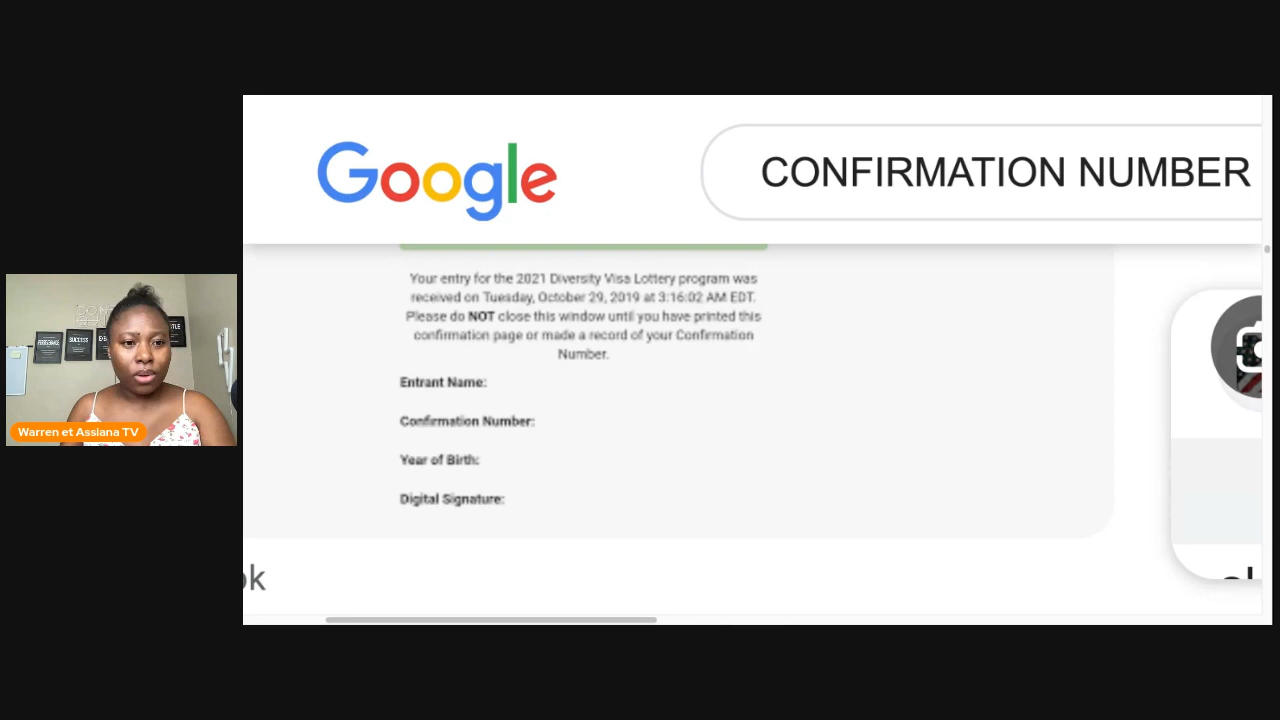 Google
CONFIRMATION NUMBER
Your entry for the 2021 Diversity Visa Lottery program was
received on Tuesday, October 29, 2019 at 3:16:02 AM EDT.
Please do NOT close this window until you have printed this
confirmation page or made a record of your Confirmation
Number.
Entrant Name:
Confirmation Number:
Year of Birth:
Digital Signature:
ok
SUCCESS
Warren et Assiana TV